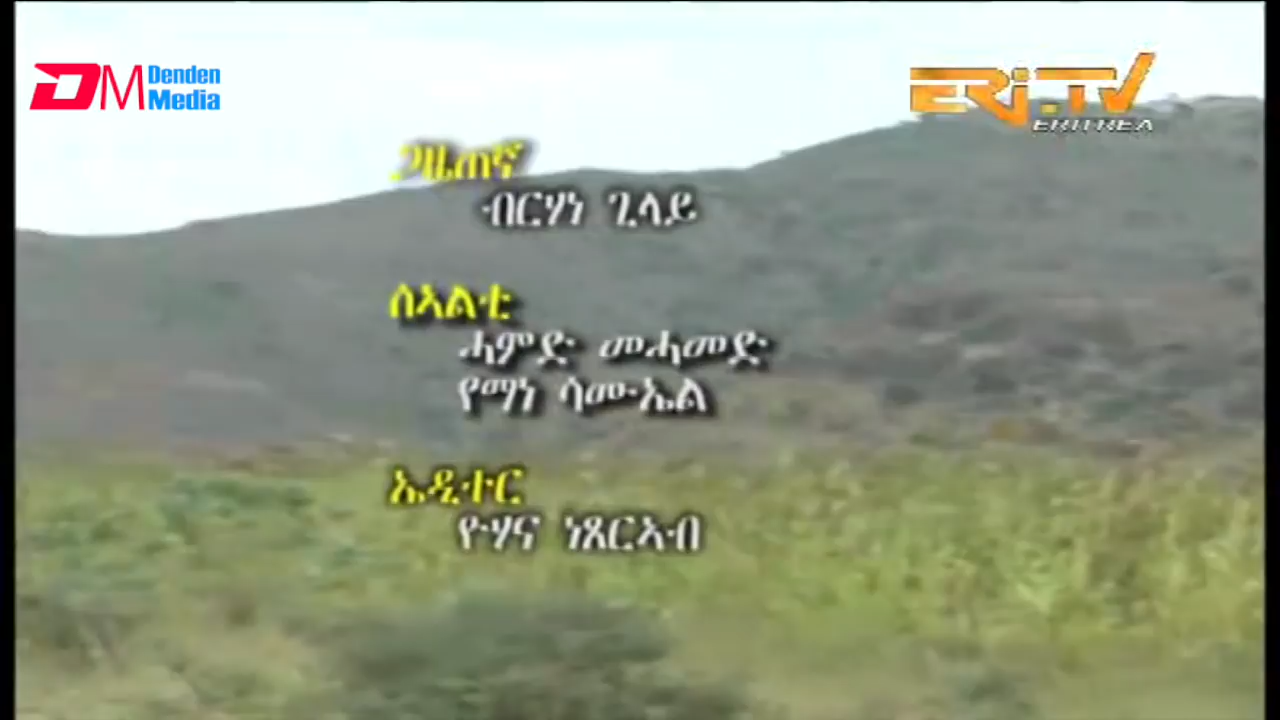 DM Denden Media
ERi.TV
ERITREA
ጋዜጠኛ
ብርሃነ ጊላይ
ሰኣልቲ
ሓምድ መሓመድ
የማነ ሳሙኤል
ኤዲተር
ዮሃና ነጸርኣብ